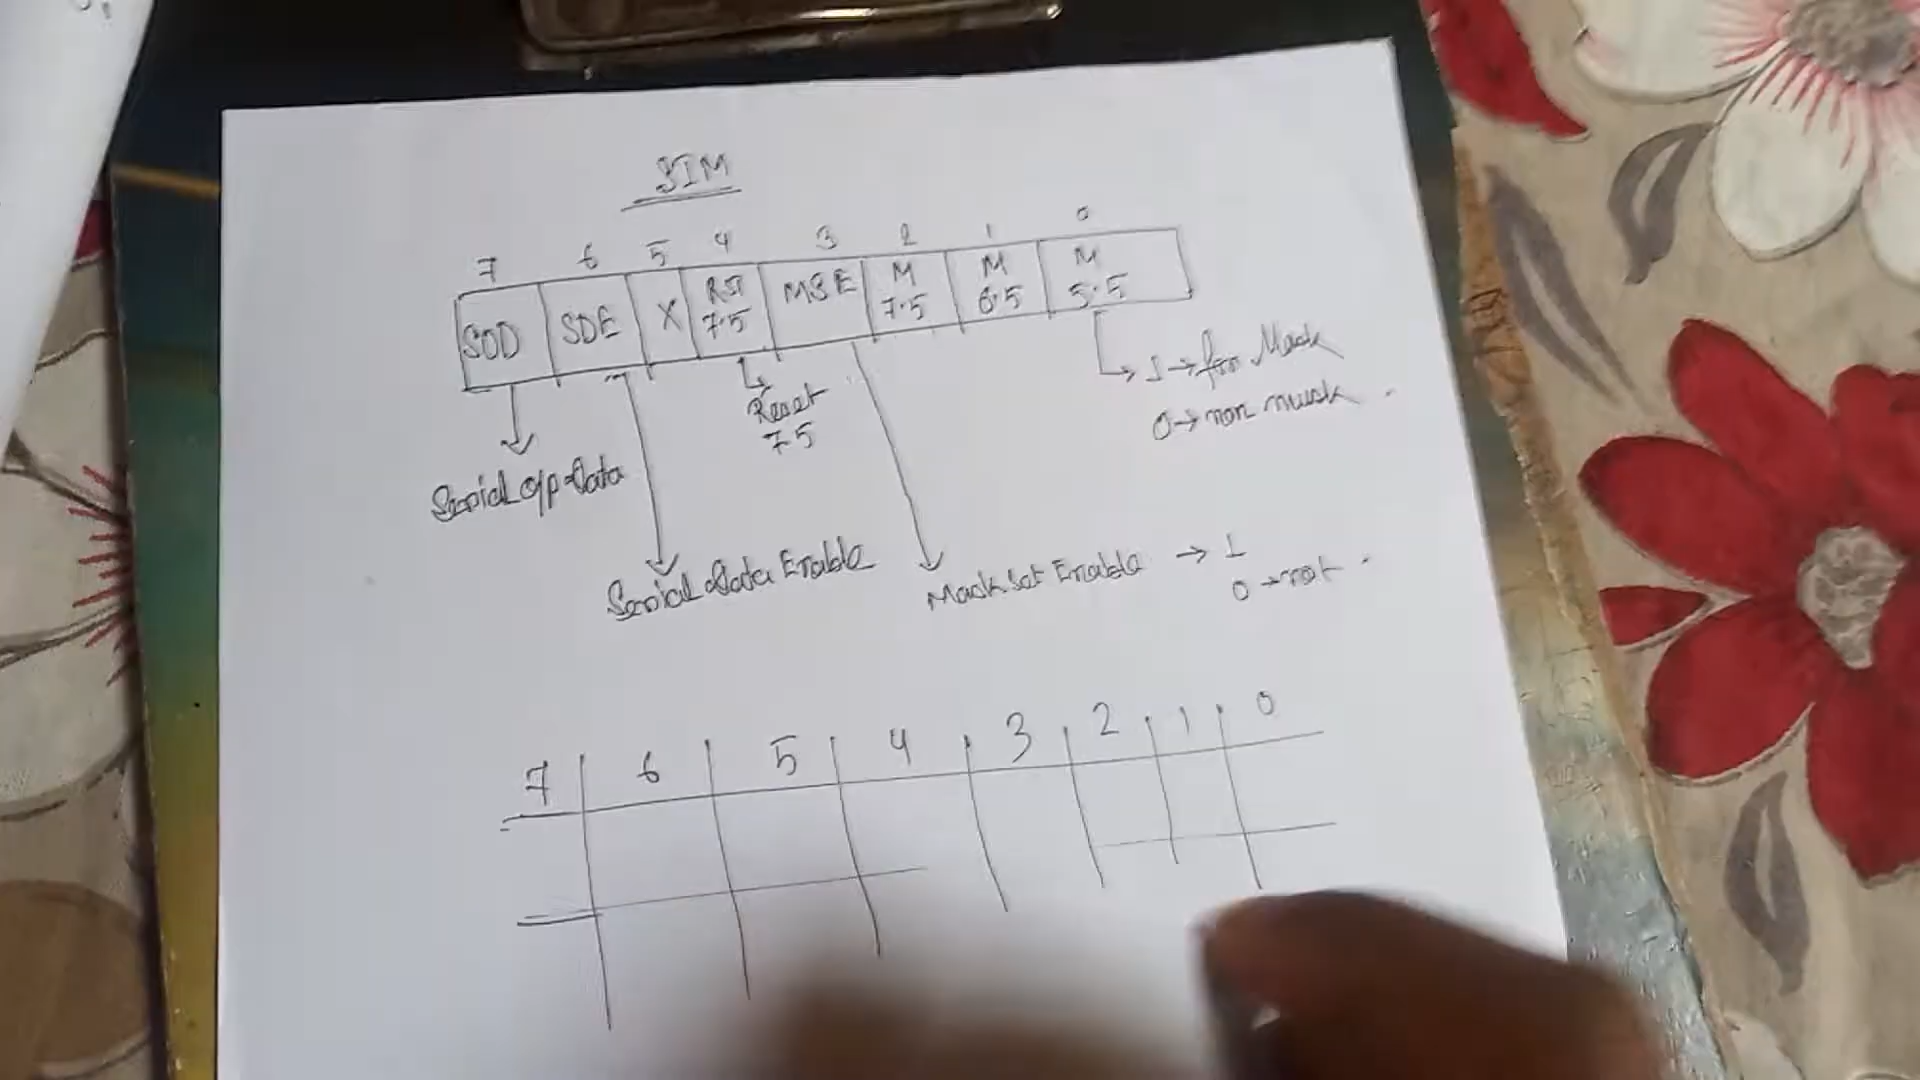 SIM
7 6 5 4 3 2 1 0
SOD SDE X RST 7.5 MSE M 7.5 M 6.5 M 5.5
1 → for Mask
0 → non mask.
Reset
7.5
Serial o/p Data
Serial Data Enable
Mask Set Enable → 1
0 → not.
7 6 5 4 3 2 1 0